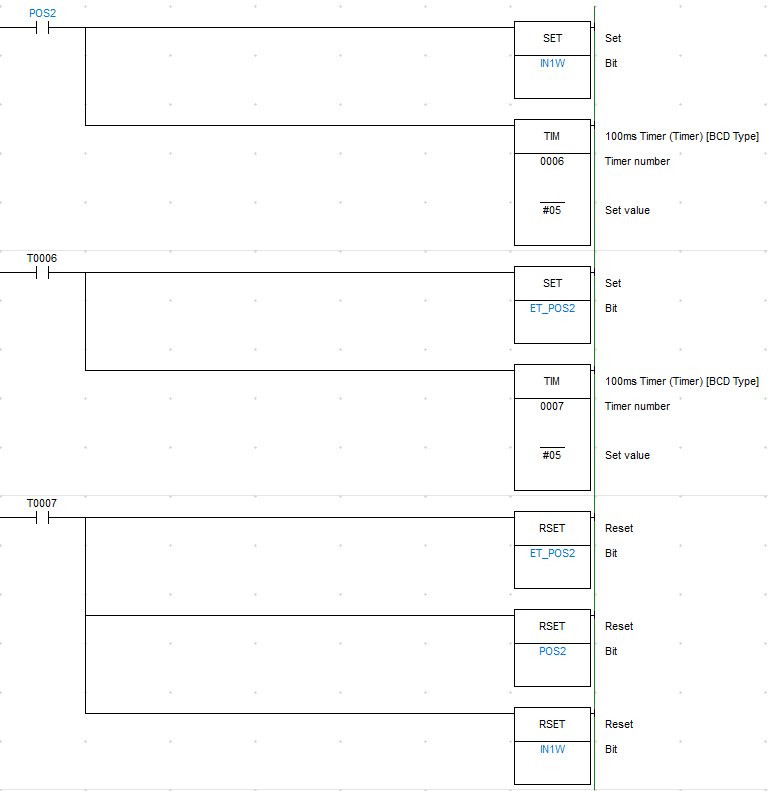 POS2
SET Set
IN1W Bit
TIM 100ms Timer (Timer) [BCD Type]
0006 Timer number
#05 Set value
T0006
SET Set
ET_POS2 Bit
TIM 100ms Timer (Timer) [BCD Type]
0007 Timer number
#05 Set value
T0007
RSET Reset
ET_POS2 Bit
RSET Reset
POS2 Bit
RSET Reset
IN1W Bit